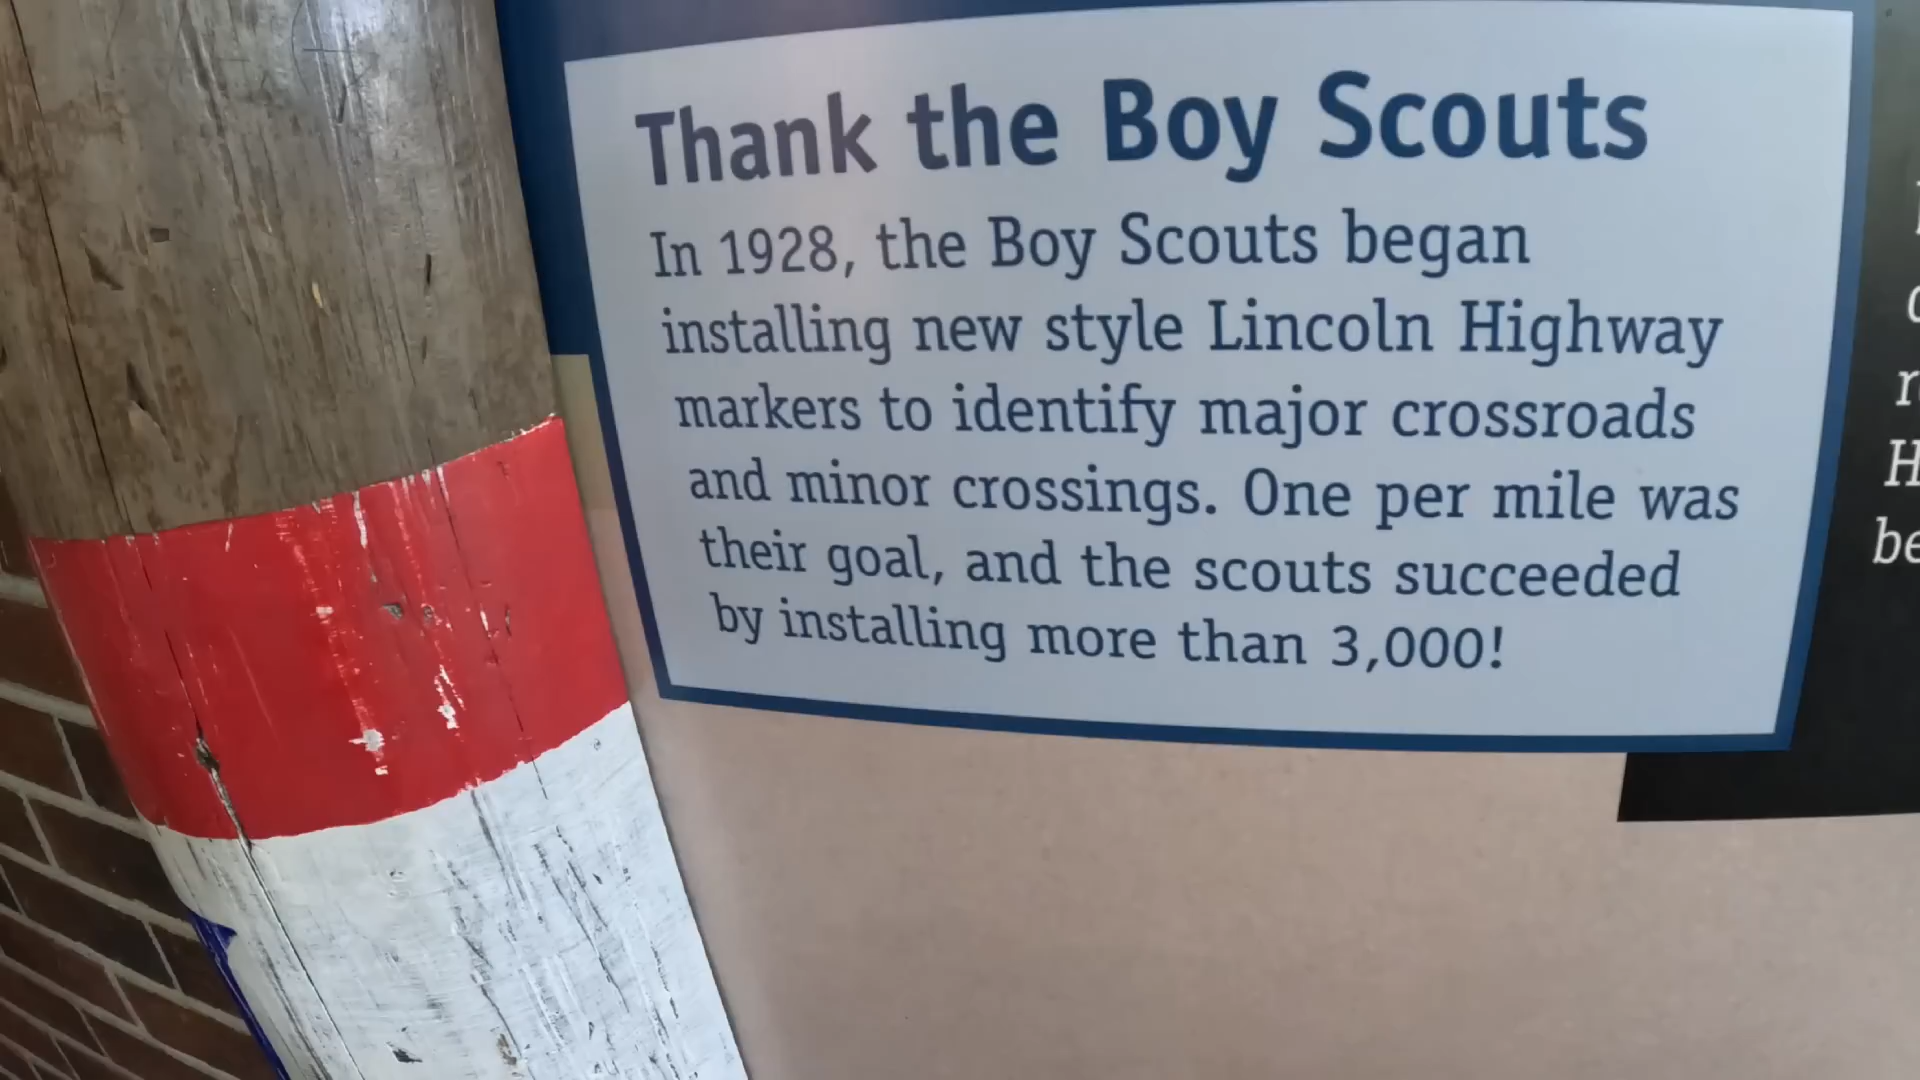 Thank the Boy Scouts
In 1928, the Boy Scouts began
installing new style Lincoln Highway
markers to identify major crossroads
and minor crossings. One per mile was
their goal, and the scouts succeeded
by installing more than 3,000!
be